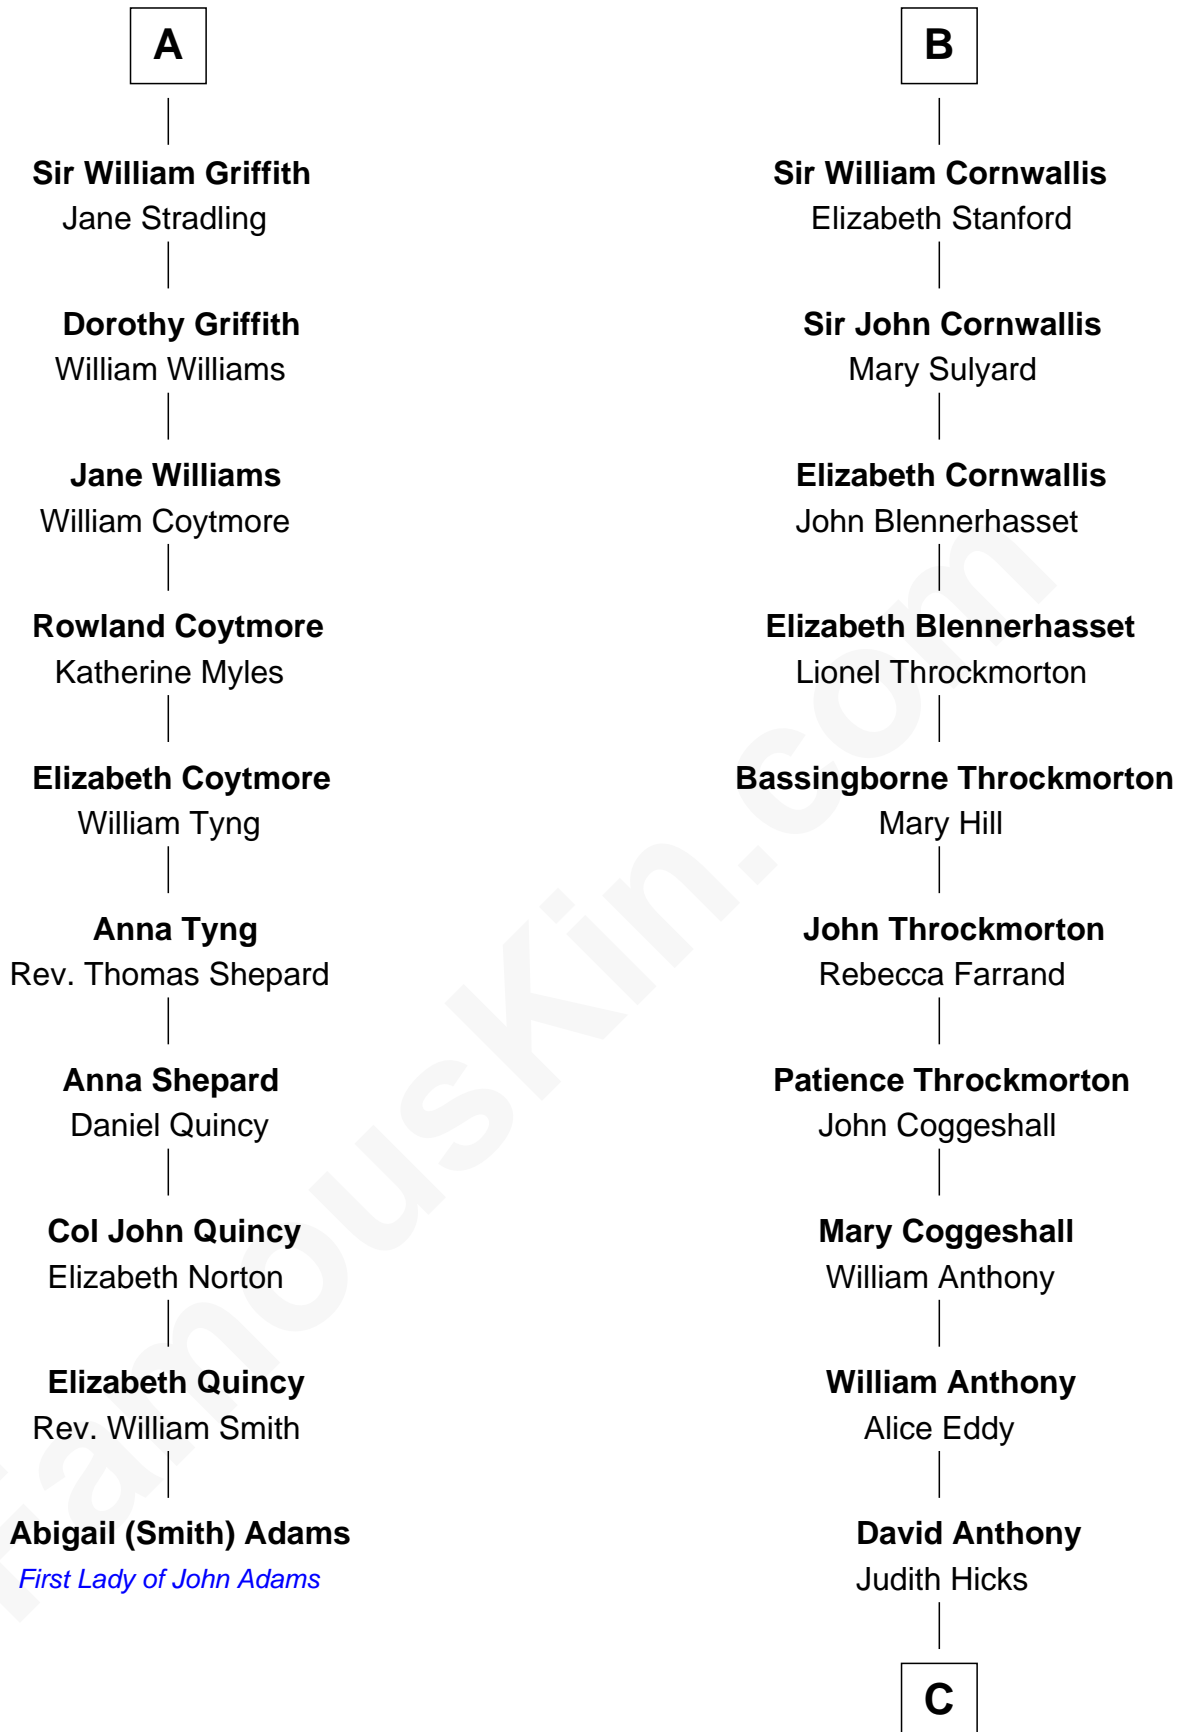 A
Sir William Griffith
Jane Stradling
Dorothy Griffith
William Williams
Jane Williams
William Coytmore
Rowland Coytmore
Katherine Myles
Elizabeth Coytmore
William Tyng
Anna Tyng
Rev. Thomas Shepard
Anna Shepard
Daniel Quincy
Col John Quincy
Elizabeth Norton
Elizabeth Quincy
Rev. William Smith
Abigail (Smith) Adams
First Lady of John Adams
B
Sir William Cornwallis
Elizabeth Stanford
Sir John Cornwallis
Mary Sulyard
Elizabeth Cornwallis
John Blennerhasset
Elizabeth Blennerhasset
Lionel Throckmorton
Bassingborne Throckmorton
Mary Hill
John Throckmorton
Rebecca Farrand
Patience Throckmorton
John Coggeshall
Mary Coggeshall
William Anthony
William Anthony
Alice Eddy
David Anthony
Judith Hicks
C
FamousKin.com